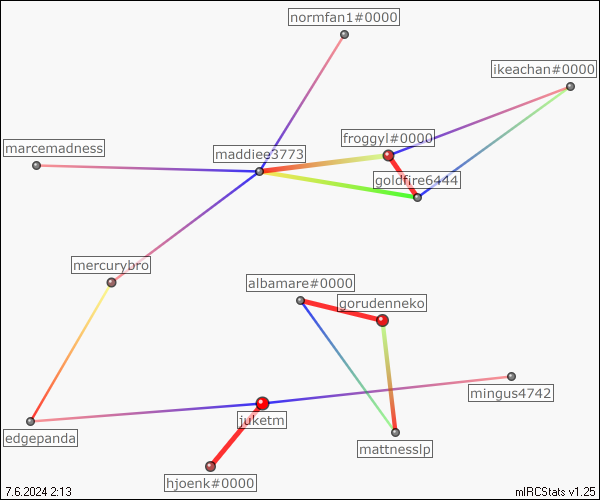 normfan1#0000
ikeachan#0000
froggyl#0000
marcemadness
maddiee3773
goldfire6444
mercurybro
albamare#0000
gorudenneko
mingus4742
juketm
edgepanda
mattnesslp
hjoenk#0000
7.6.2024 2:13
mIRCStats v1.25